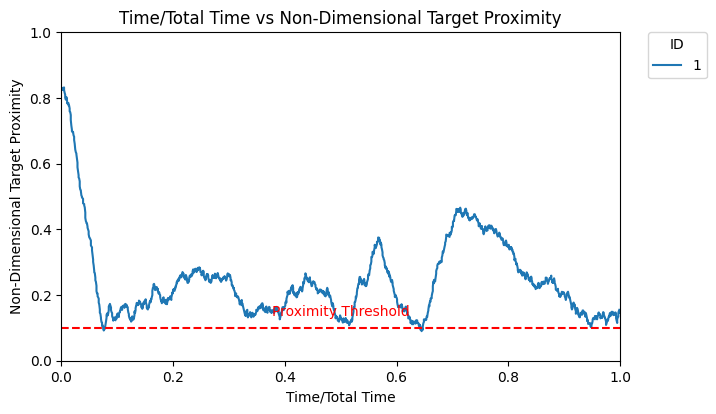 Time/Total Time vs Non-Dimensional Target Proximity
ID
1
Non-Dimensional Target Proximity
1.0
0.8
0.6
0.4
0.2
0.0
Proximity Threshold
0.0 0.2 0.4 0.6 0.8 1.0
Time/Total Time